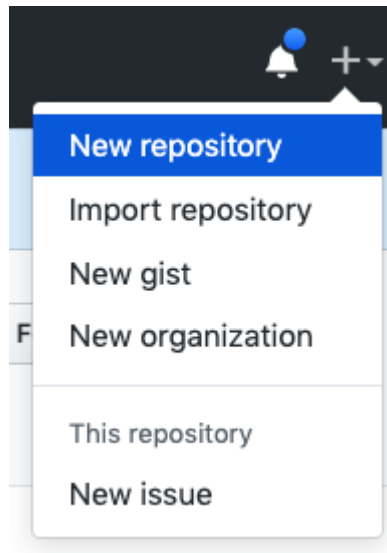 New repository
Import repository
New gist
F
New organization
This repository
New issue